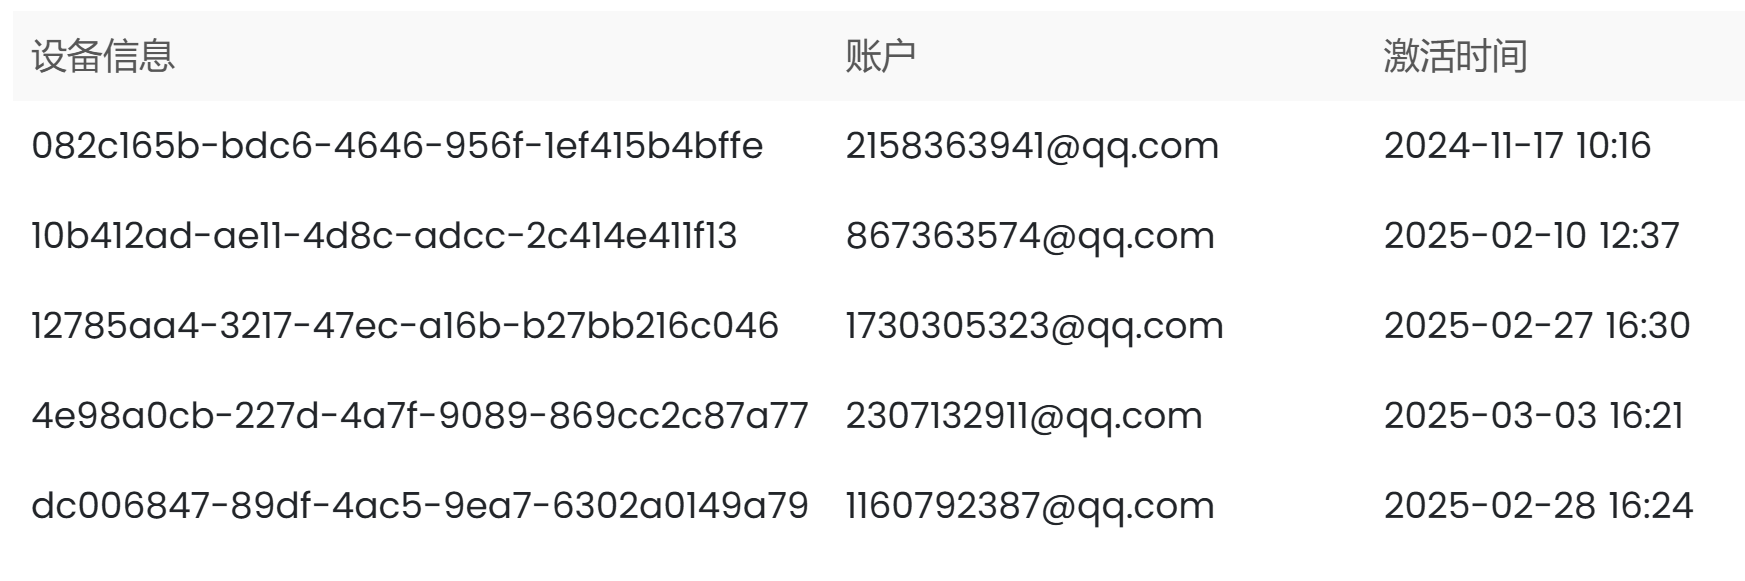 设备信息 账户 激活时间
082c165b-bdc6-4646-956f-1ef415b4bffe 2158363941@qq.com 2024-11-17 10:16
10b412ad-ae11-4d8c-adcc-2c414e411f13 867363574@qq.com 2025-02-10 12:37
12785aa4-3217-47ec-a16b-b27bb216c046 1730305323@qq.com 2025-02-27 16:30
4e98a0cb-227d-4a7f-9089-869cc2c87a77 2307132911@qq.com 2025-03-03 16:21
dc006847-89df-4ac5-9ea7-6302a0149a79 1160792387@qq.com 2025-02-28 16:24